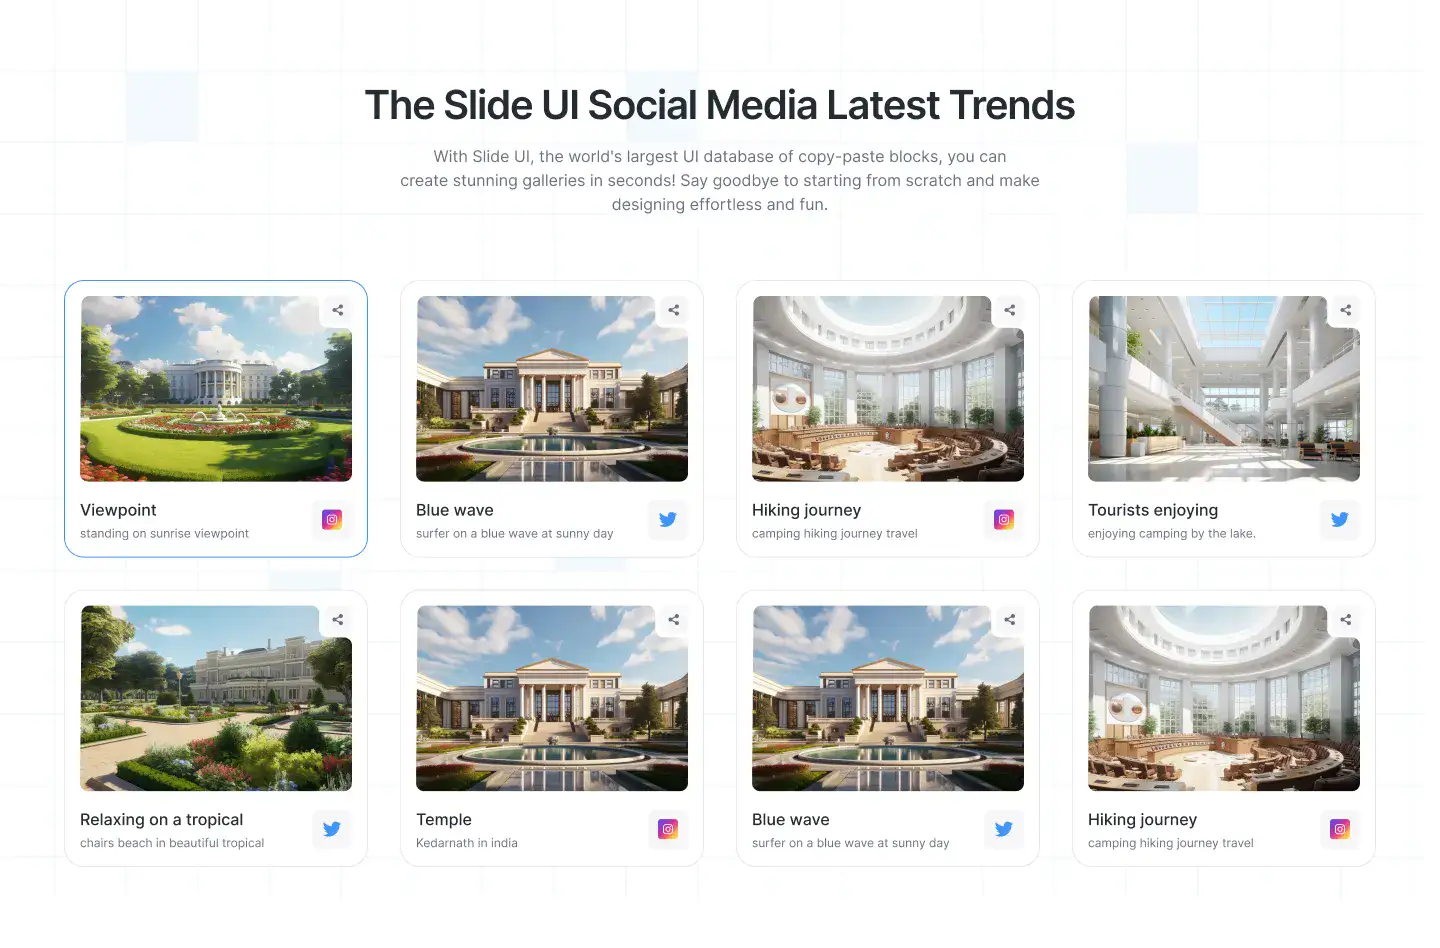 The Slide UI Social Media Latest Trends
With Slide UI, the world's largest UI database of copy-paste blocks, you can
create stunning galleries in seconds! Say goodbye to starting from scratch and make
designing effortless and fun.
Viewpoint
standing on sunrise viewpoint
Blue wave
surfer on a blue wave at sunny day
Hiking journey
camping hiking journey travel
Tourists enjoying
enjoying camping by the lake.
Relaxing on a tropical
chairs beach in beautiful tropical
Temple
Kedarnath in india
Blue wave
surfer on a blue wave at sunny day
Hiking journey
camping hiking journey travel